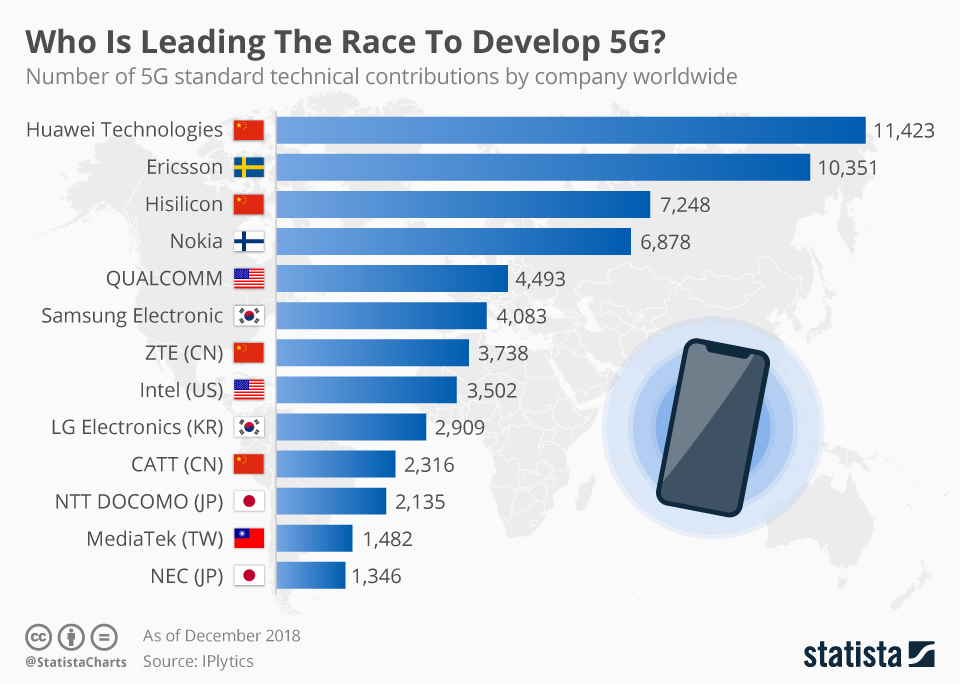 Who Is Leading The Race To Develop 5G?
Number of 5G standard technical contributions by company worldwide
Huawei Technologies 11,423
Ericsson 10,351
Hisilicon 7,248
Nokia 6,878
QUALCOMM 4,493
Samsung Electronic 4,083
ZTE (CN) 3,738
Intel (US) 3,502
LG Electronics (KR) 2,909
CATT (CN) 2,316
NTT DOCOMO (JP) 2,135
MediaTek (TW) 1,482
NEC (JP) 1,346
cc
@StatistaCharts
As of December 2018
Source: IPlytics
statista